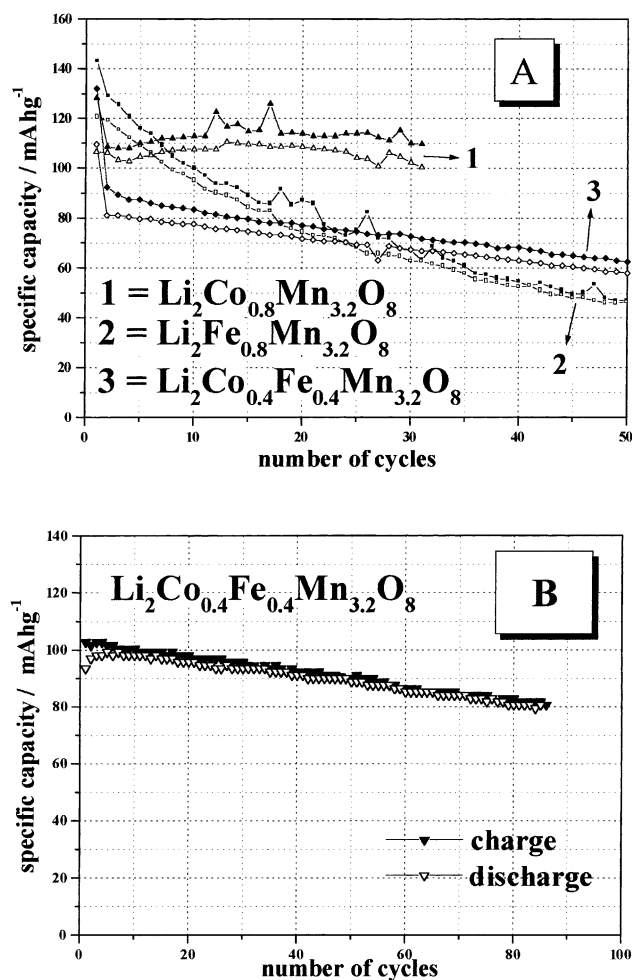 160
140
120
100
80
60
40
20
0
specific capacity / mAhg⁻¹
A
1
3
2
1 = Li₂Co₀.₈Mn₃.₂O₈
2 = Li₂Fe₀.₈Mn₃.₂O₈
3 = Li₂Co₀.₄Fe₀.₄Mn₃.₂O₈
0 10 20 30 40 50
number of cycles
140
120
100
80
60
40
20
0
specific capacity / mAhg⁻¹
Li₂Co₀.₄Fe₀.₄Mn₃.₂O₈
B
charge
discharge
0 20 40 60 80 100
number of cycles